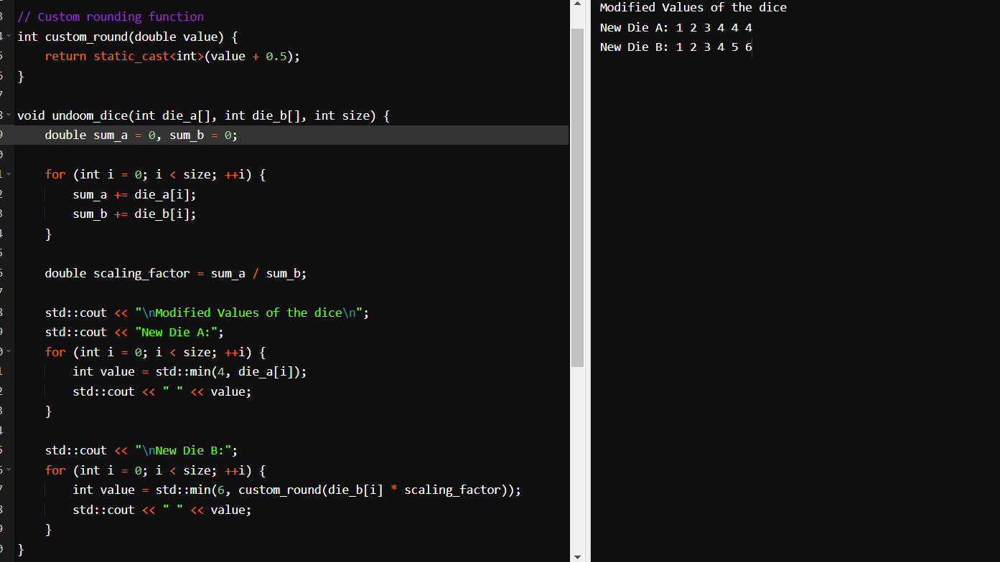 // Custom rounding function
int custom_round(double value) {
    return static_cast<int>(value + 0.5);
}
void undoom_dice(int die_a[], int die_b[], int size) {
    double sum_a = 0, sum_b = 0;
    for (int i = 0; i < size; ++i) {
        sum_a += die_a[i];
        sum_b += die_b[i];
    }
    double scaling_factor = sum_a / sum_b;
    std::cout << "\nModified Values of the dice\n";
    std::cout << "New Die A:";
    for (int i = 0; i < size; ++i) {
        int value = std::min(4, die_a[i]);
        std::cout << " " << value;
    }
    std::cout << "\nNew Die B:";
    for (int i = 0; i < size; ++i) {
        int value = std::min(6, custom_round(die_b[i] * scaling_factor));
        std::cout << " " << value;
    }
}
Modified Values of the dice
New Die A: 1 2 3 4 4 4
New Die B: 1 2 3 4 5 6